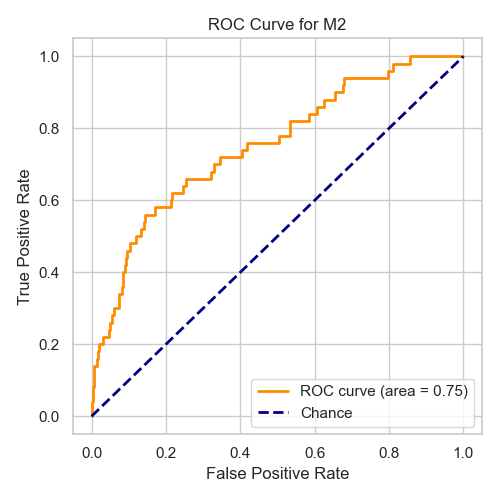 ROC Curve for M2
True Positive Rate
1.0
0.8
0.6
0.4
0.2
0.0
ROC curve (area = 0.75)
Chance
0.0 0.2 0.4 0.6 0.8 1.0
False Positive Rate